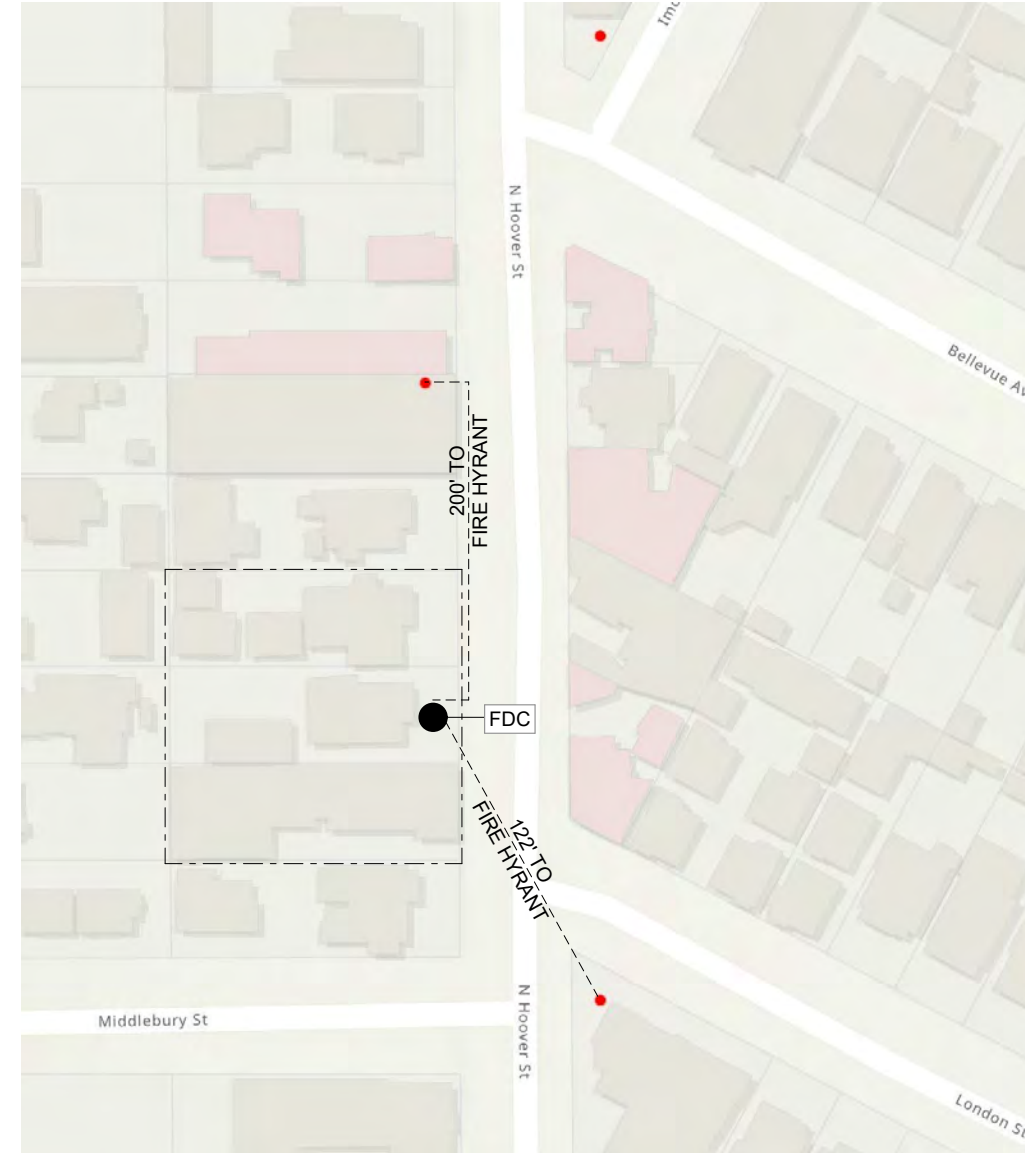 N Hoover St
Bellevue Av
200' TO
FIRE HYRANT
FDC
122' TO
FIRE HYRANT
N Hoover St
Middlebury St
London St